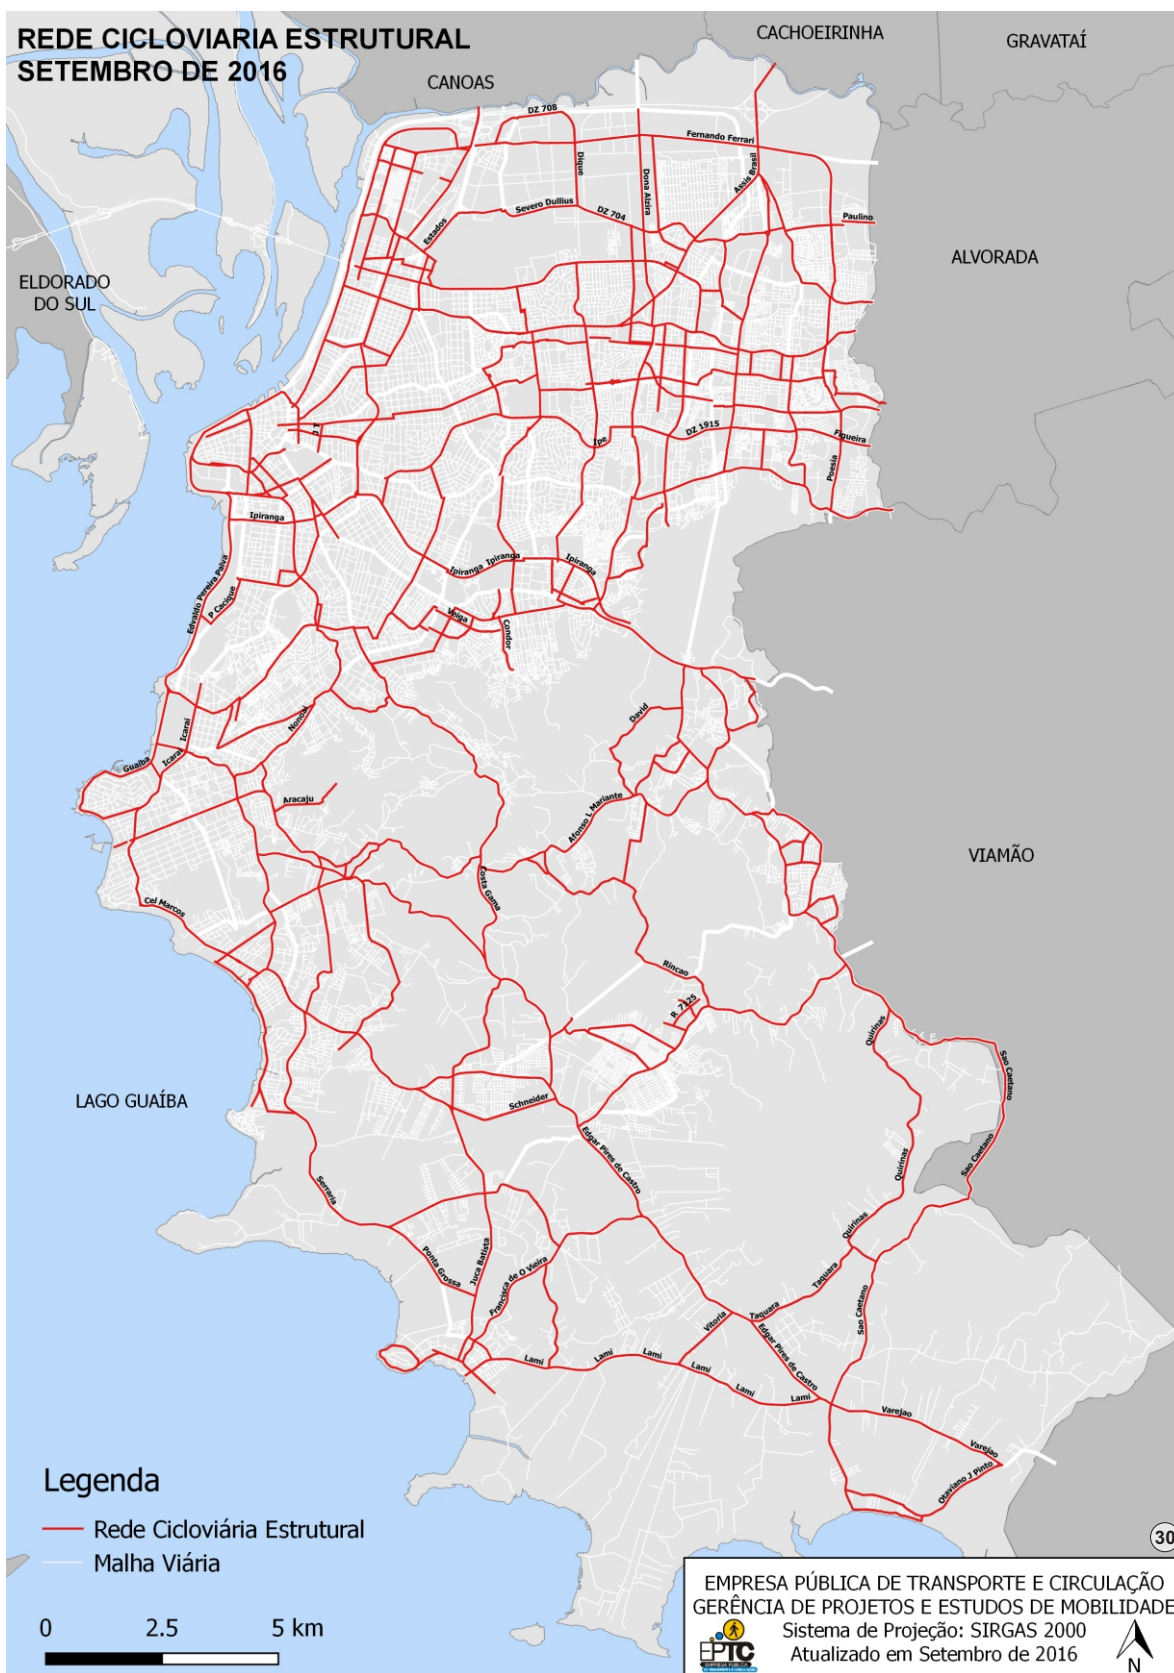 REDE CICLOVIARIA ESTRUTURAL
SETEMBRO DE 2016
CACHOEIRINHA
GRAVATAÍ
CANOAS
DZ 708
Fernando Ferrari
Dique
Assis Brasil
Dona Alzira
Severo Dullius
DZ 704
Paulino
Estados
ALVORADA
ELDORADO
DO SUL
DZ 1915
Ipe
Figueira
Poesia
Ipiranga
Ipiranga Ipiranga
Ipiranga
Edvaldo Pereira Paiva
P Cacique
Veiga
Condor
David
Nondai
Icarai
Icarai
Guaiba
Aracaju
Afonso L Mariante
VIAMÃO
Costa Gama
Cel Marcos
Rincao
R 7125
Quirinas
Sao Caetano
LAGO GUAÍBA
Schneider
Edgar Pires de Castro
Sao Caetano
Quirinas
Serraria
Quirinas
Ponta Grossa
Juca Batista
Francisca de O Vieira
Taquara
Sao Caetano
Vitoria
Taquara
Edgar Pires de Castro
Lami
Lami
Lami
Lami
Lami
Lami
Varejao
Varejao
Otaviano J Pinto
Legenda
Rede Cicloviária Estrutural
Malha Viária
0 2.5 5 km
30
EMPRESA PÚBLICA DE TRANSPORTE E CIRCULAÇÃO
GERÊNCIA DE PROJETOS E ESTUDOS DE MOBILIDADE
Sistema de Projeção: SIRGAS 2000
EPTC
Atualizado em Setembro de 2016
N